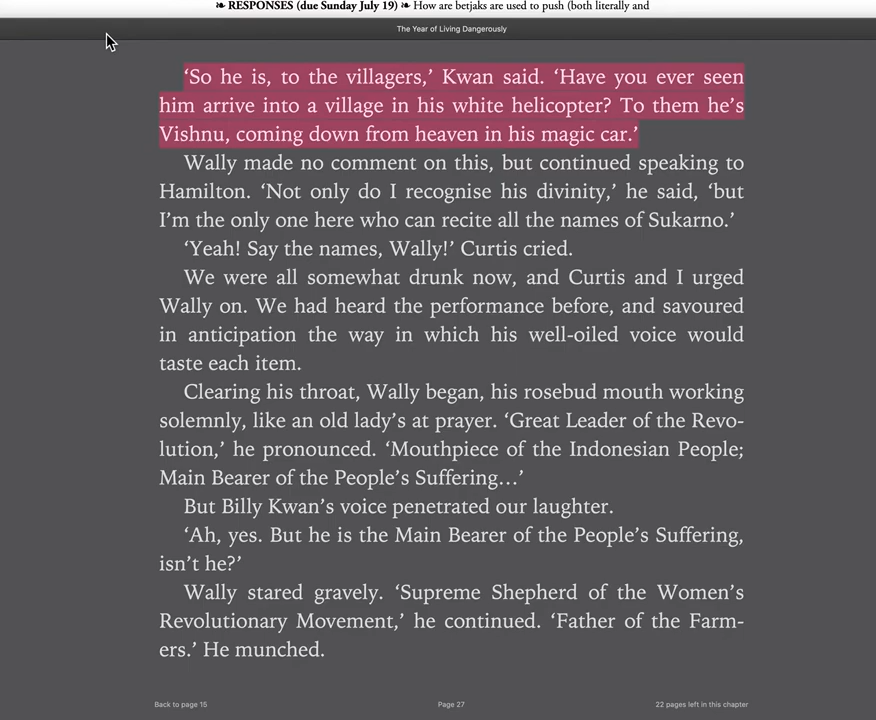 ❧ RESPONSES (due Sunday July 19) ❧ How are betjaks are used to push (both literally and
The Year of Living Dangerously
‘So he is, to the villagers,’ Kwan said. ‘Have you ever seen
him arrive into a village in his white helicopter? To them he’s
Vishnu, coming down from heaven in his magic car.’
Wally made no comment on this, but continued speaking to
Hamilton. ‘Not only do I recognise his divinity,’ he said, ‘but
I’m the only one here who can recite all the names of Sukarno.’
‘Yeah! Say the names, Wally!’ Curtis cried.
We were all somewhat drunk now, and Curtis and I urged
Wally on. We had heard the performance before, and savoured
in anticipation the way in which his well-oiled voice would
taste each item.
Clearing his throat, Wally began, his rosebud mouth working
solemnly, like an old lady’s at prayer. ‘Great Leader of the Revo-
lution,’ he pronounced. ‘Mouthpiece of the Indonesian People;
Main Bearer of the People’s Suffering…’
But Billy Kwan’s voice penetrated our laughter.
‘Ah, yes. But he is the Main Bearer of the People’s Suffering,
isn’t he?’
Wally stared gravely. ‘Supreme Shepherd of the Women’s
Revolutionary Movement,’ he continued. ‘Father of the Farm-
ers.’ He munched.
Back to page 15
Page 27
22 pages left in this chapter